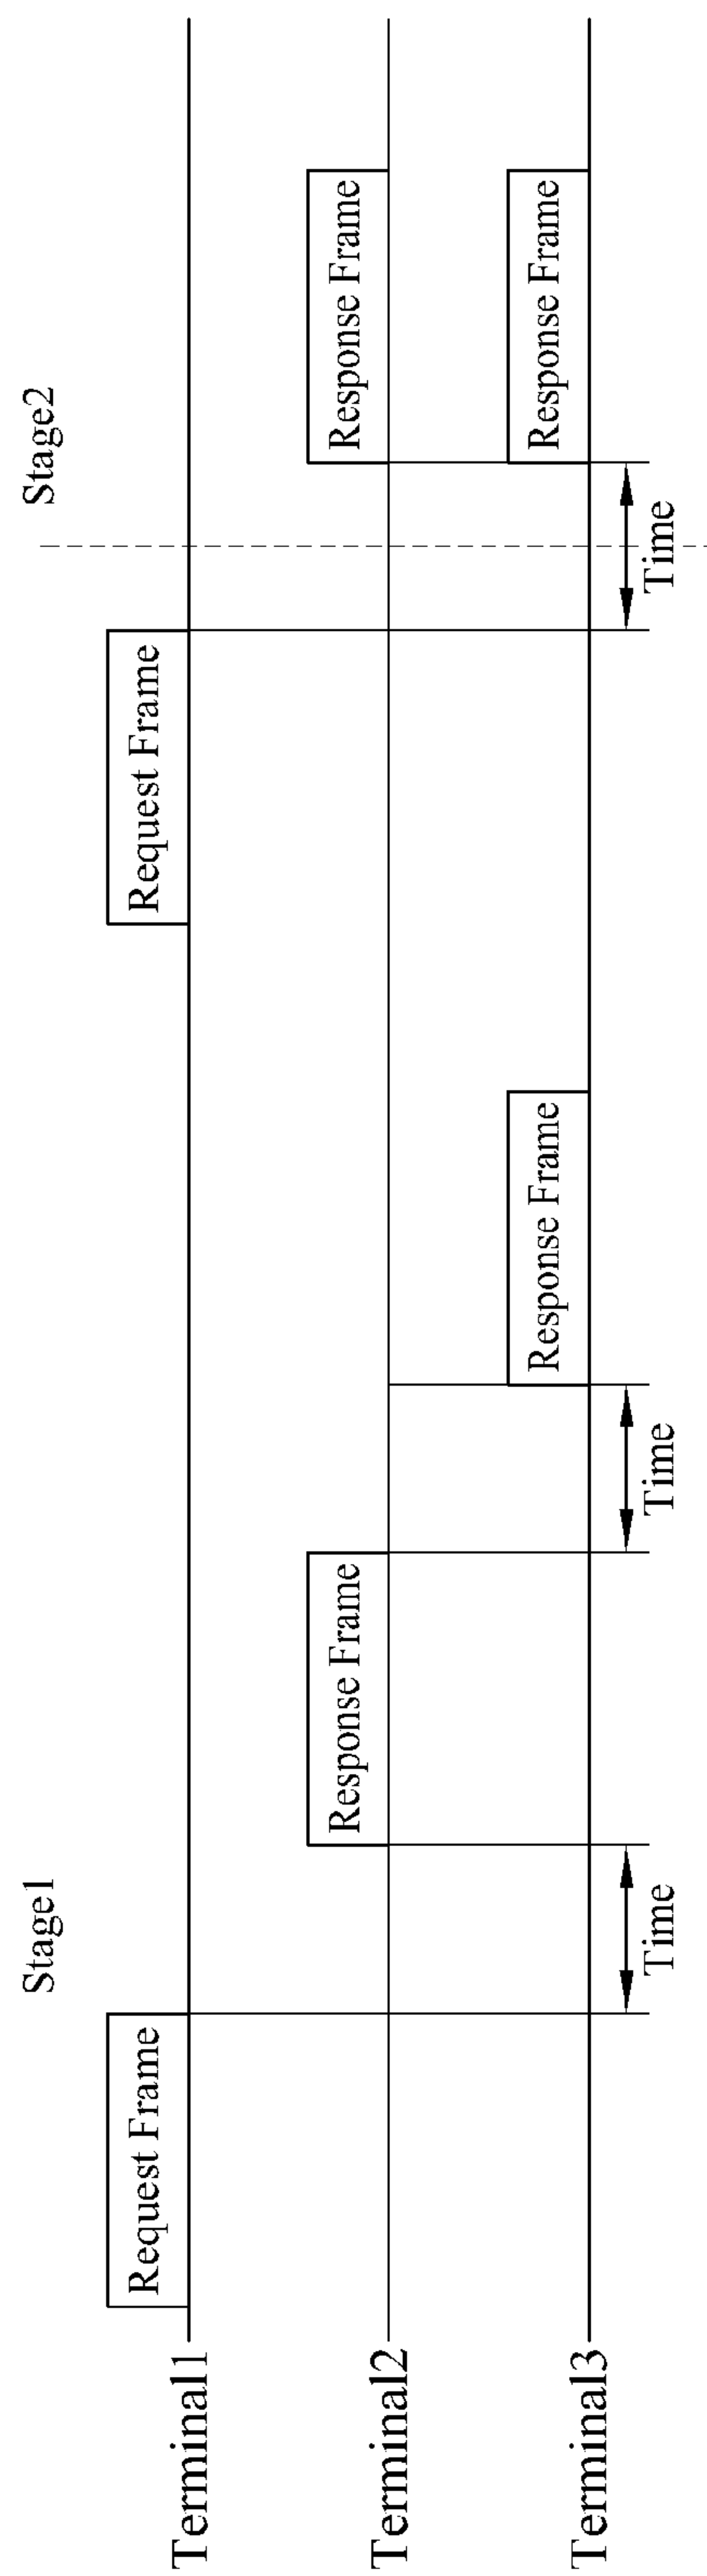 Stage1
Stage2
Terminal1
Request Frame
Request Frame
Terminal2
Response Frame
Response Frame
Terminal3
Response Frame
Response Frame
Time
Time
Time